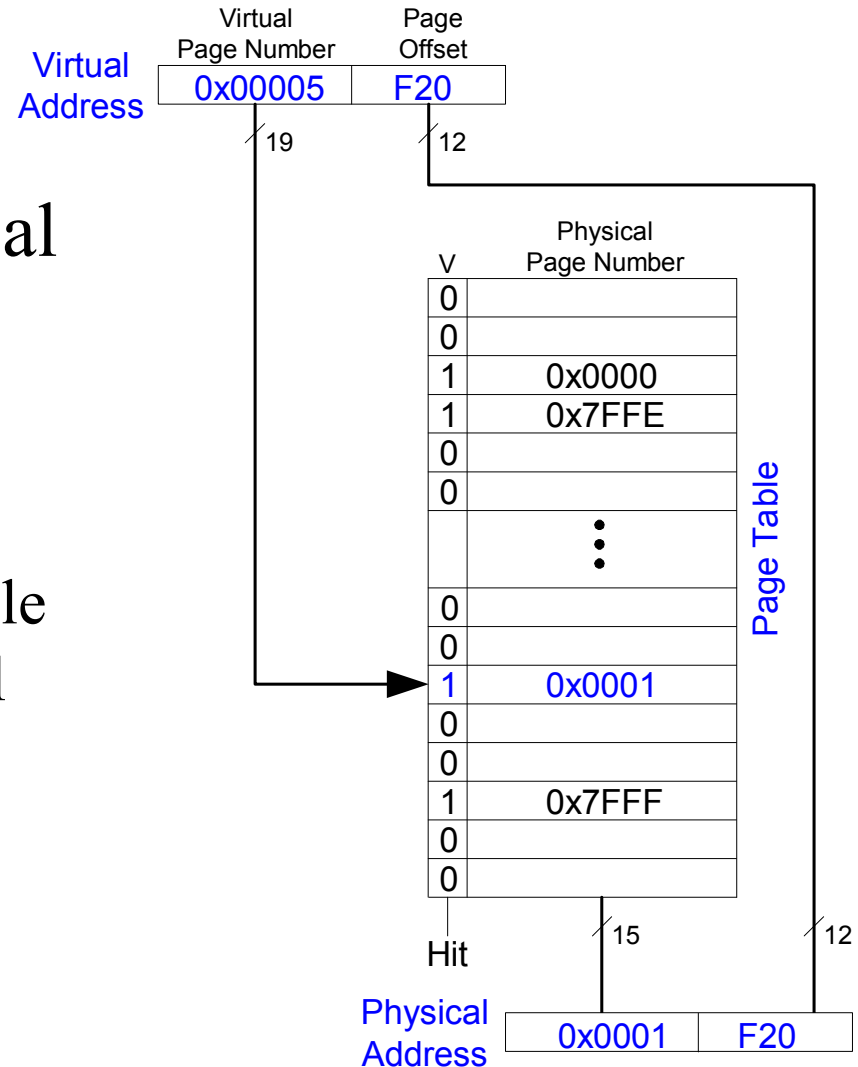 Virtual
Page Number
Page
Offset
Virtual
Address
0x00005
F20
19
12
al
Physical
Page Number
V
0
0
1 0x0000
1 0x7FFE
0
0
Page Table
le
0
0
1 0x0001
0
0
1 0x7FFF
0
0
Hit
15
12
Physical
Address
0x0001
F20